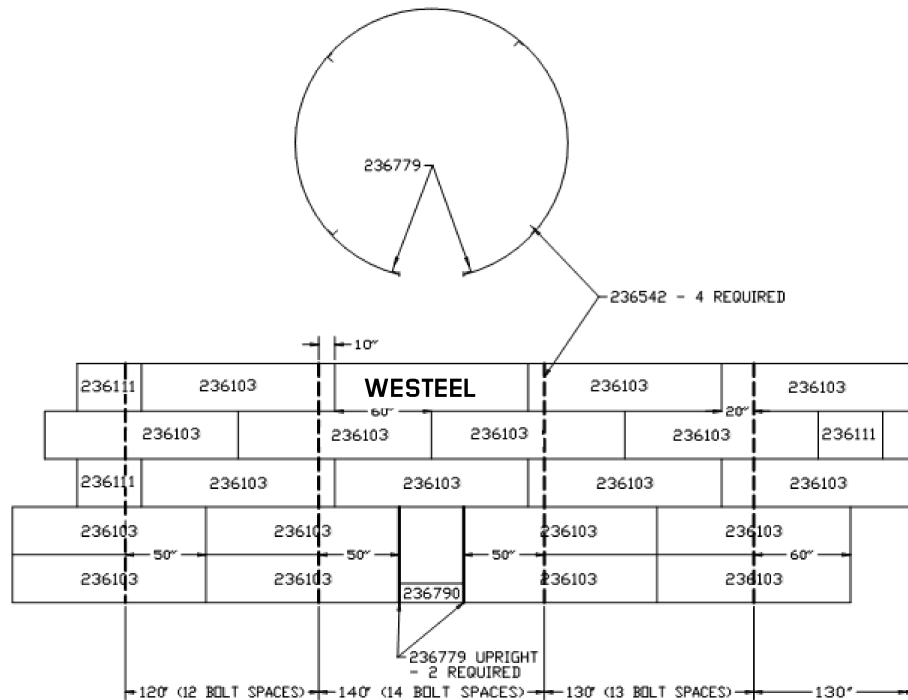 236779
236542 - 4 REQUIRED
10"
236111 236103 WESTEEL 236103 236103
60" 20"
236103 236103 236103 236103 236111
236111 236103 236103 236103 236103
236103 236103 236103 236103
50" 50" 50" 60"
236103 236103 236103 236103
236790
236779 UPRIGHT
- 2 REQUIRED
120" (12 BOLT SPACES) 140" (14 BOLT SPACES) 130" (13 BOLT SPACES) 130"